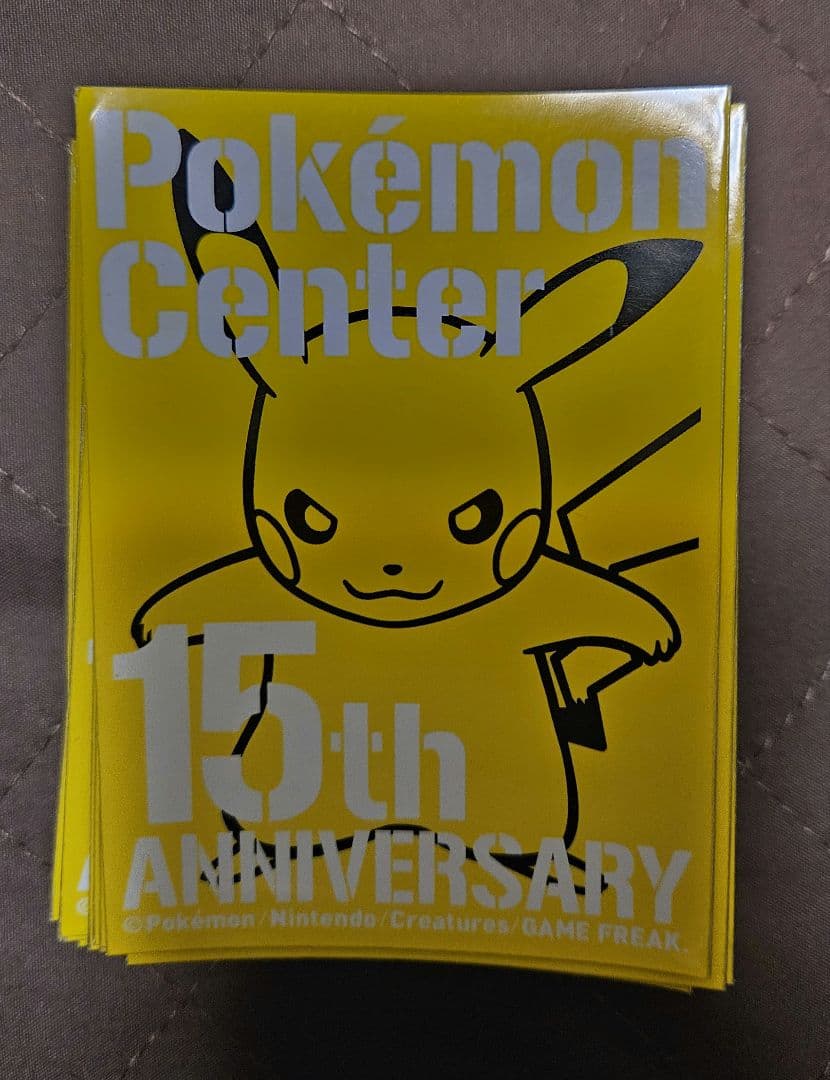 Pokémon
Center
15th
ANNIVERSARY
©Pokémon/Nintendo/Creatures/GAME FREAK.